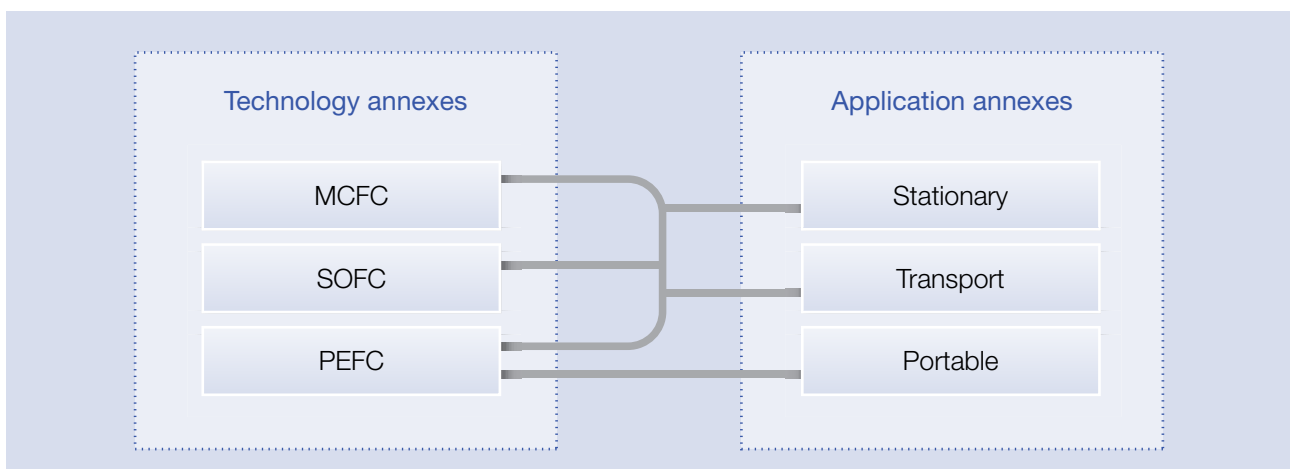 Technology annexes
MCFC
SOFC
PEFC
Application annexes
Stationary
Transport
Portable